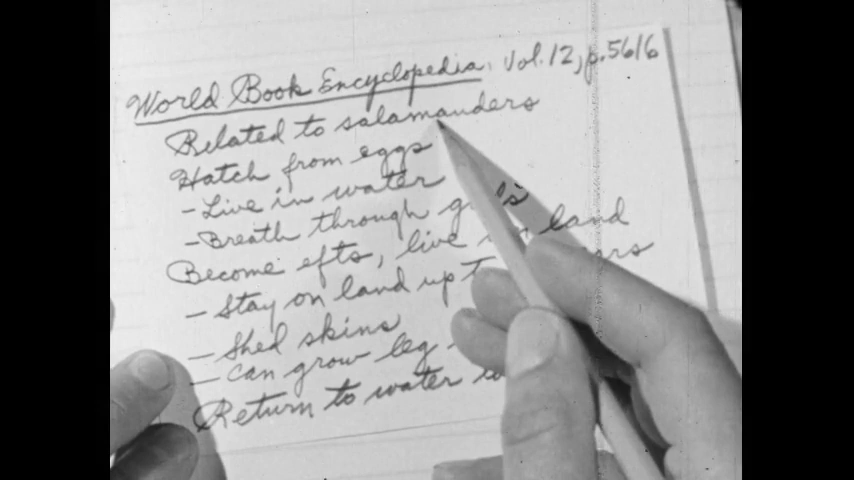 World Book Encyclopedia, Vol. 12, p. 5616
Related to salamanders
Hatch from eggs
- Live in water
- Breath through gills
Become efts, live in land
- Stay on land up
- Shed skins
- Can grow leg
Return to water